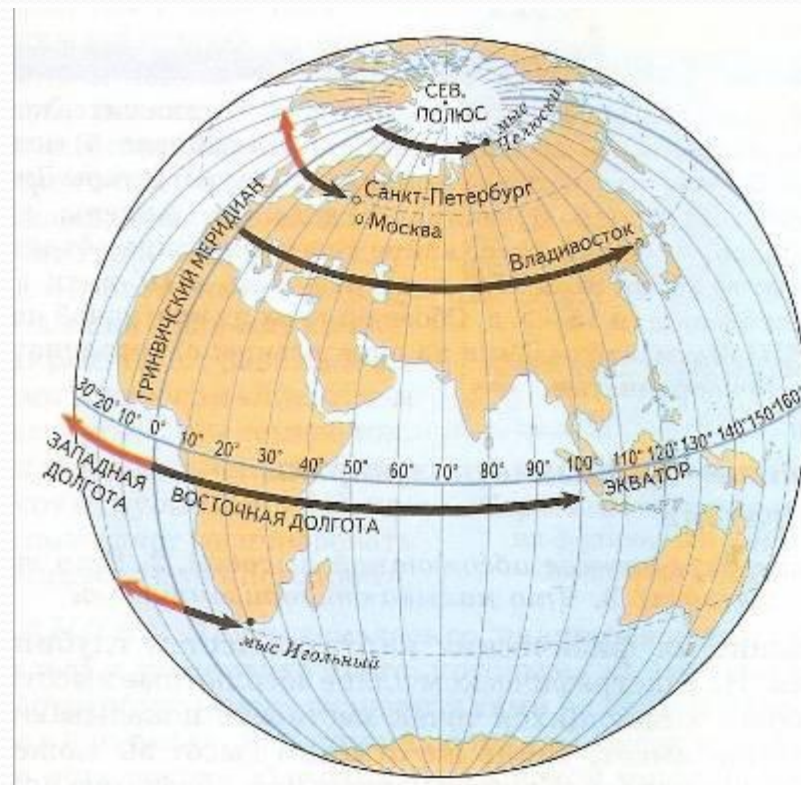 СЕВ.
ПОЛЮС
мыс
Челюскин
Санкт-Петербург
Москва
Владивосток
ГРИНВИЧСКИЙ МЕРИДИАН
30° 20° 10° 0° 10° 20° 30° 40° 50° 60° 70° 80° 90° 100° 110° 120° 130° 140° 150° 160°
ЭКВАТОР
ЗАПАДНАЯ
ДОЛГОТА
ВОСТОЧНАЯ ДОЛГОТА
мыс Игольный